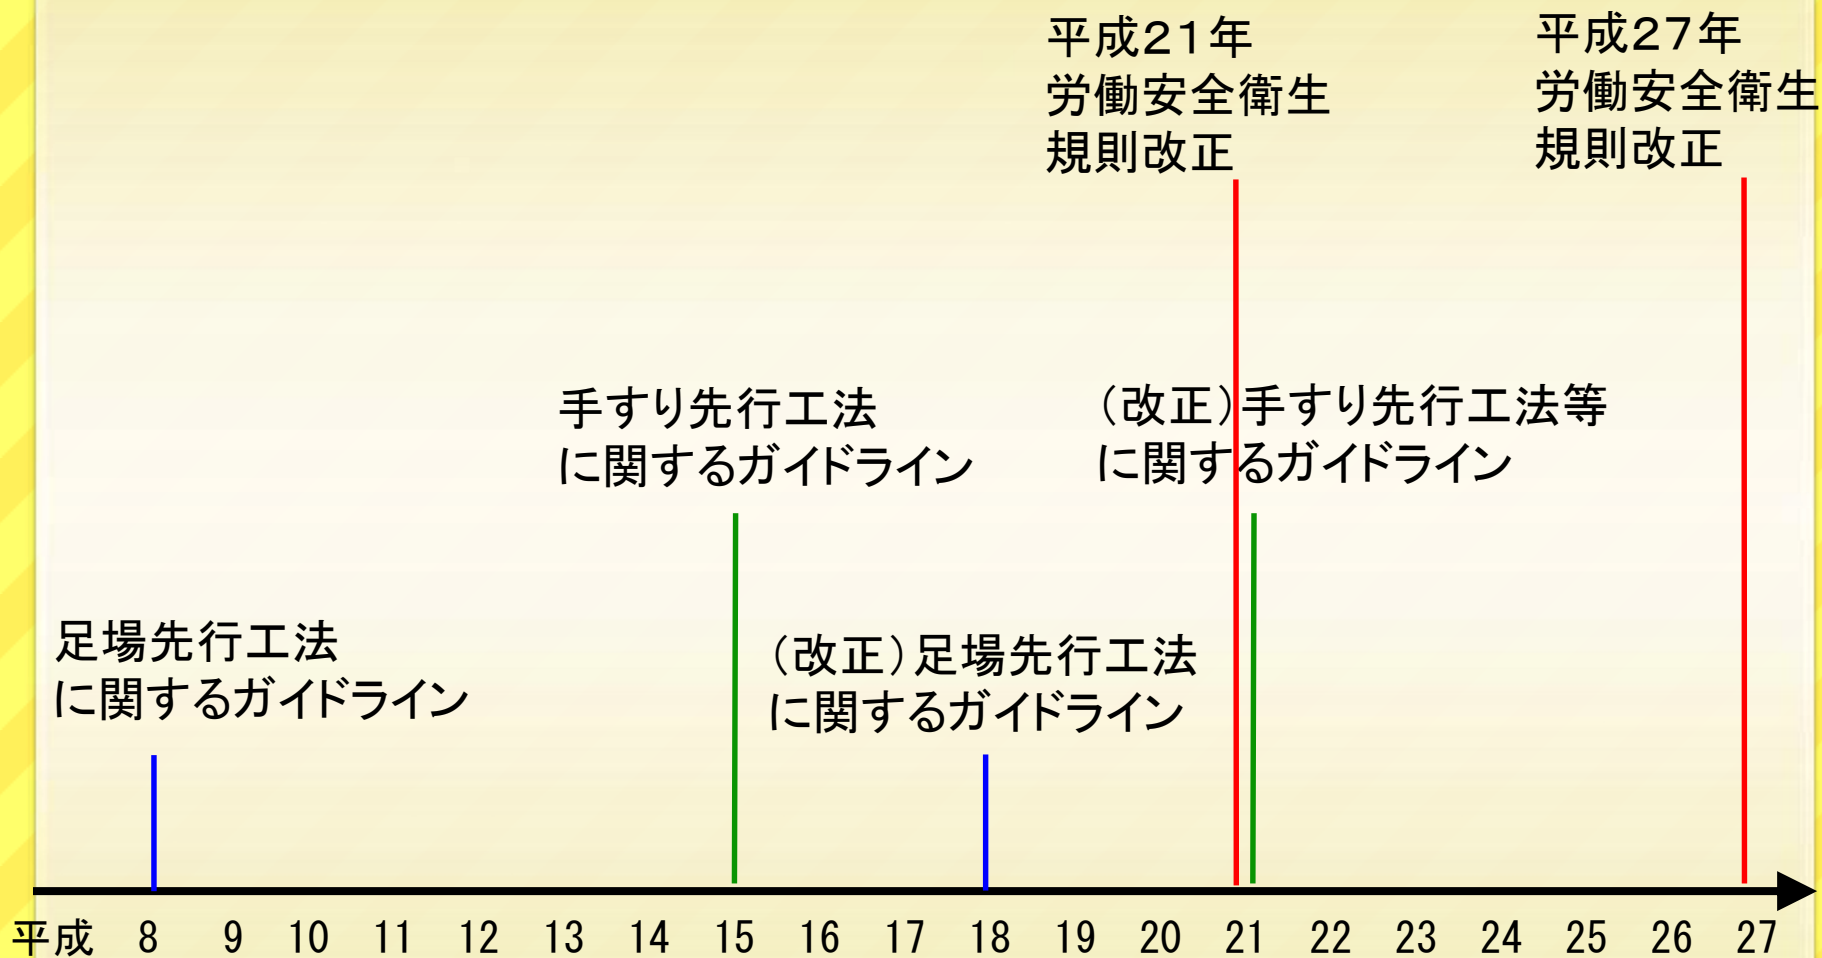 平成２１年
労働安全衛生
規則改正
平成２７年
労働安全衛生
規則改正
手すり先行工法
に関するガイドライン
（改正）手すり先行工法等
に関するガイドライン
足場先行工法
に関するガイドライン
（改正）足場先行工法
に関するガイドライン
平成 8 9 10 11 12 13 14 15 16 17 18 19 20 21 22 23 24 25 26 27